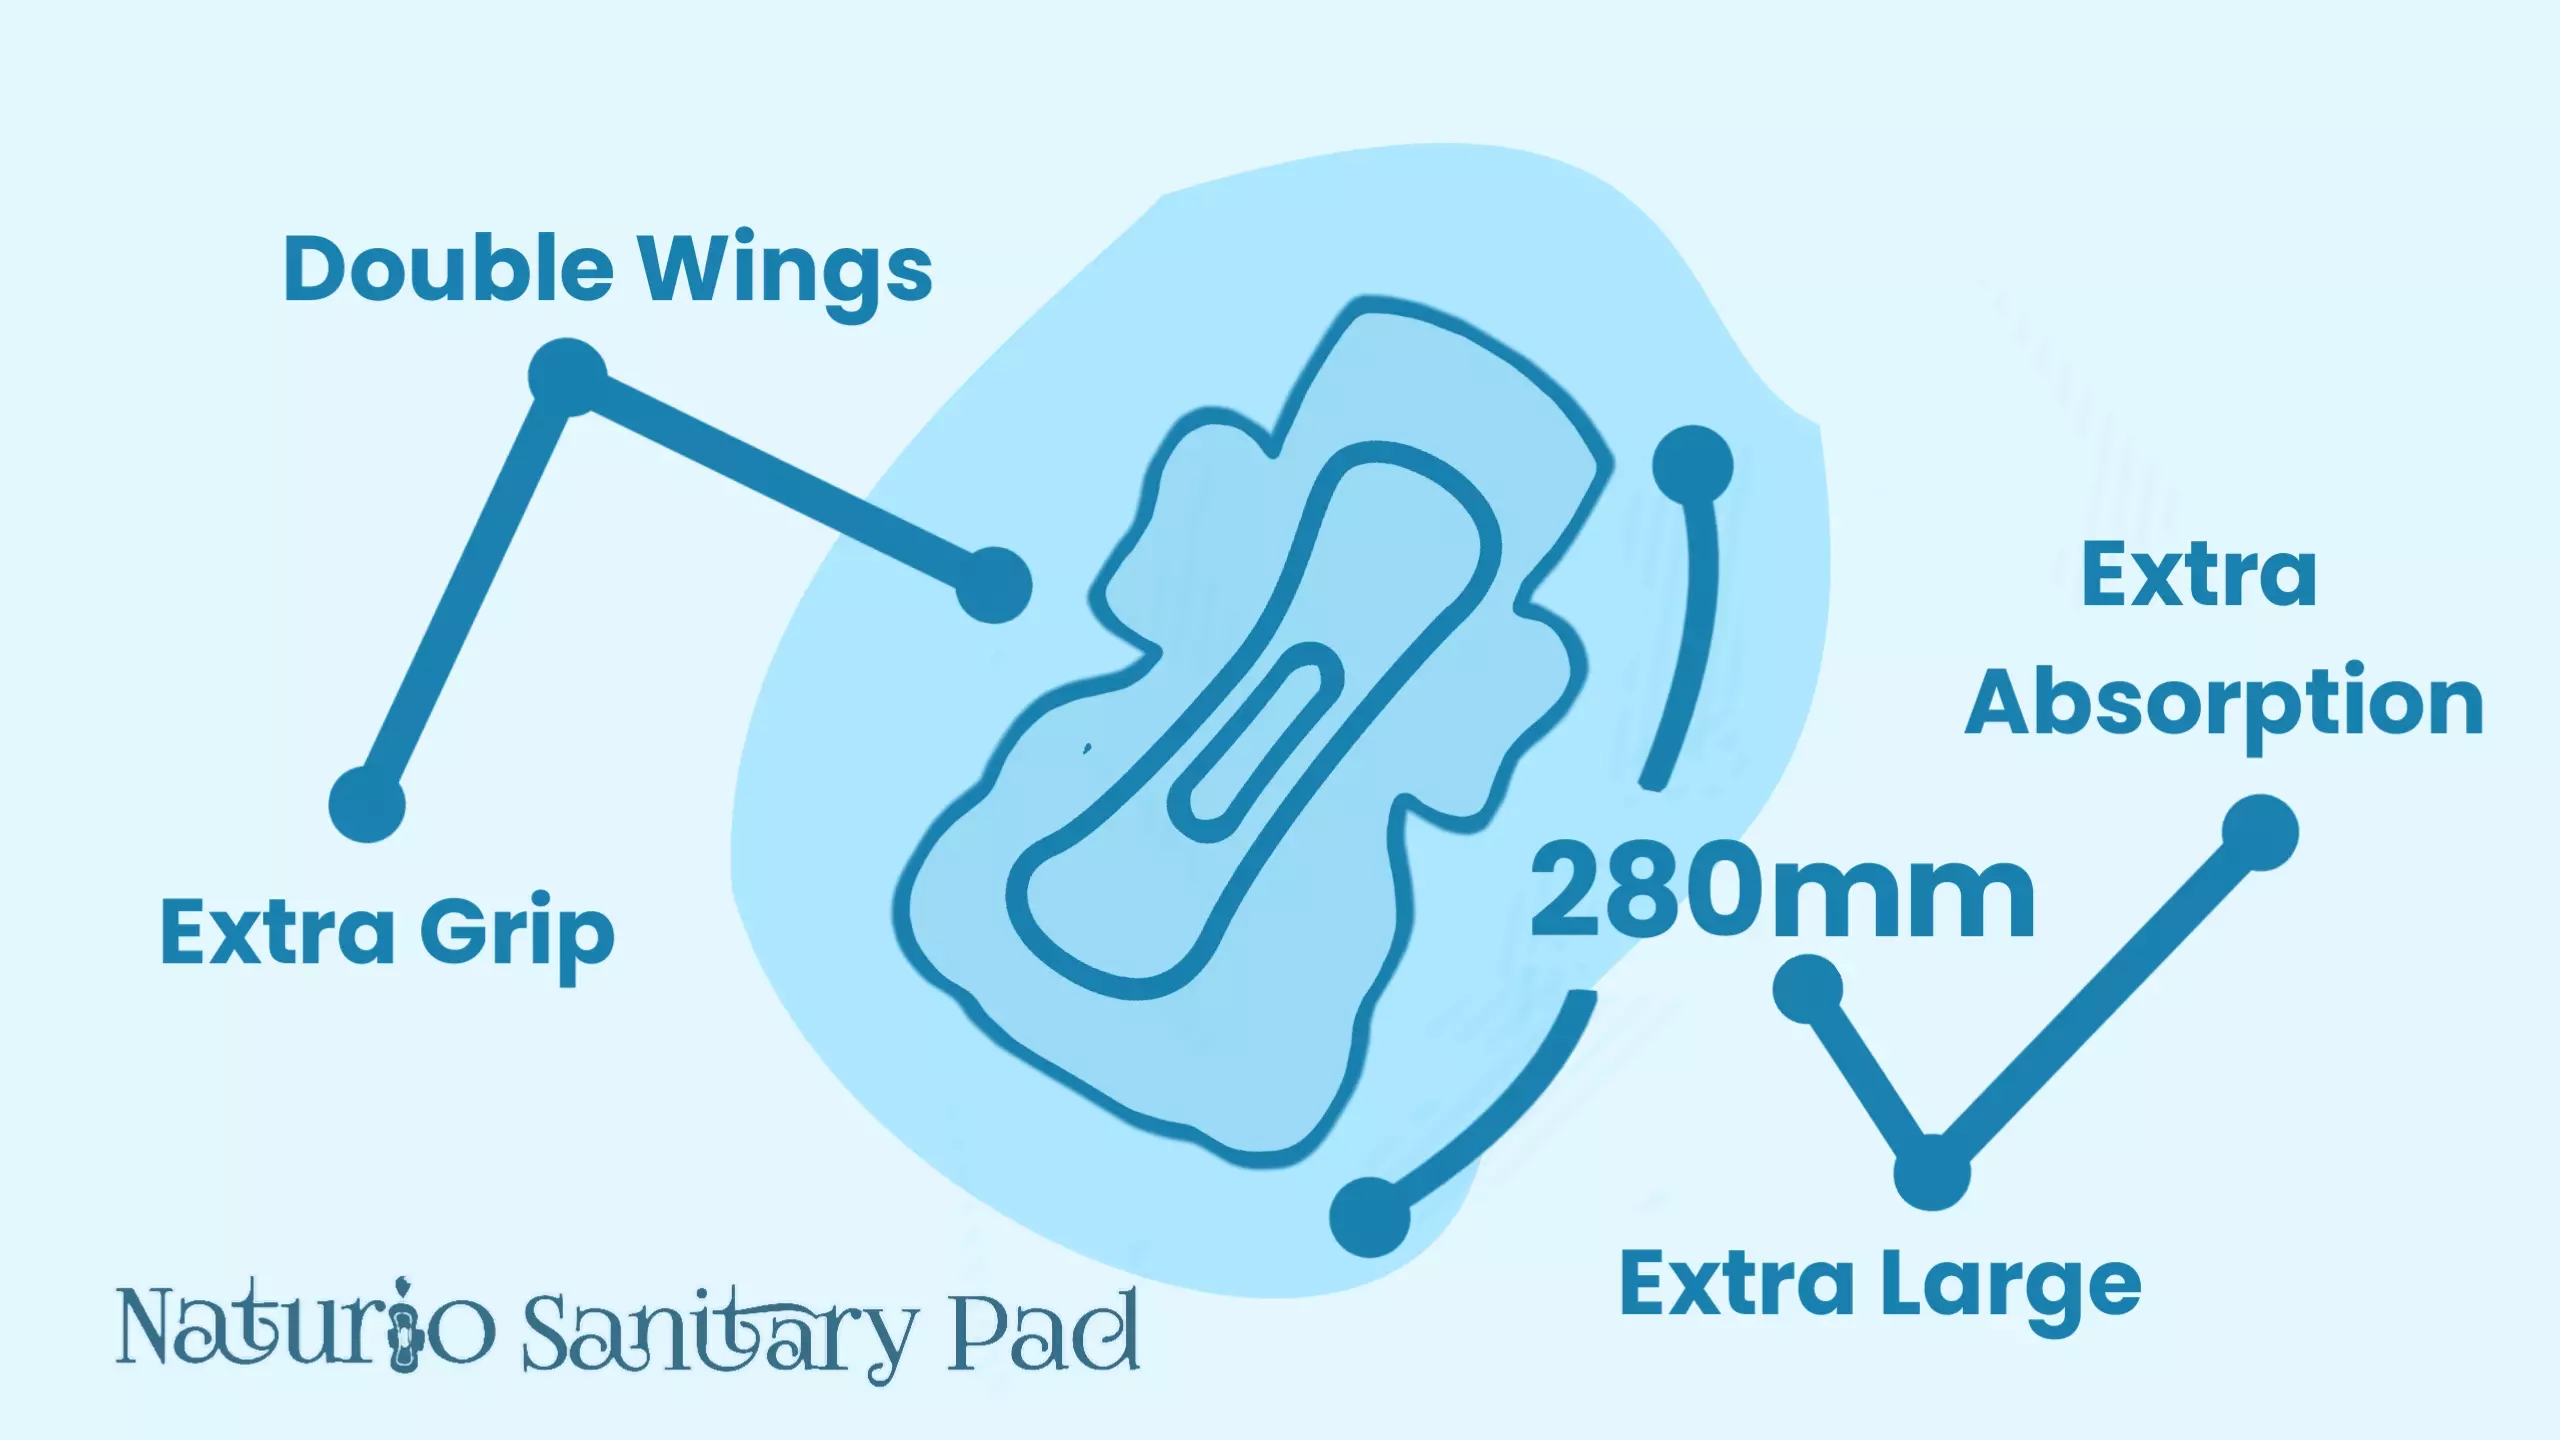 Double Wings
Extra Grip
Extra
Absorption
280mm
Extra Large
Naturio Sanitary Pad